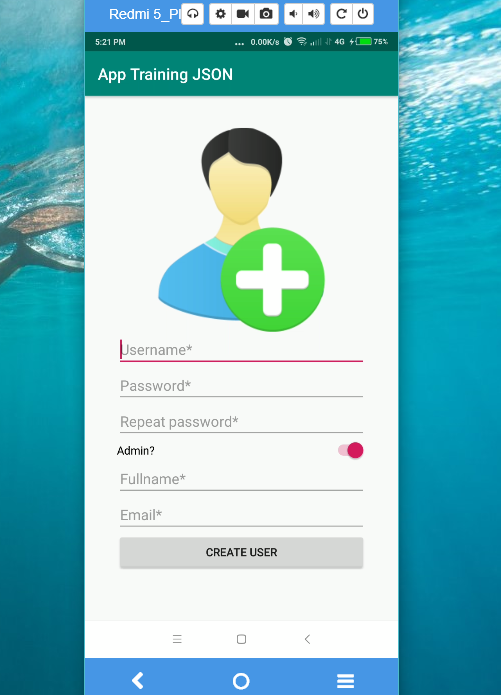 Redmi 5_Pl
5:21 PM ... 0.00K/s 4G 75%
App Training JSON
Username*
Password*
Repeat password*
Admin?
Fullname*
Email*
CREATE USER